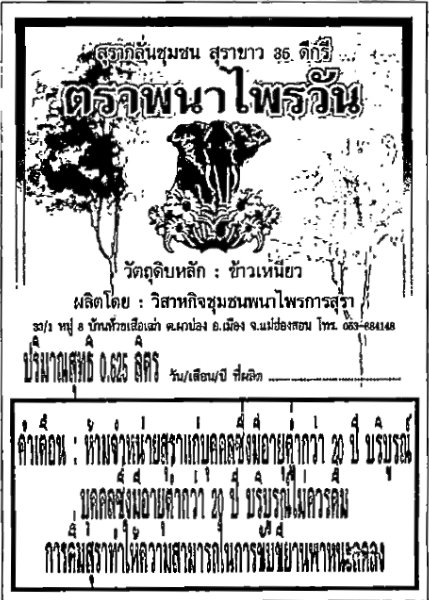 สุรากลั่นชุมชน สุราขาว 35 ดีกรี
ตราพนาไพรวัน
วัตถุดิบหลัก : ข้าวเหนียว
ผลิตโดย : วิสาหกิจชุมชนพนาไพรการสุรา
33/1 หมู่ 8 บ้านห้วยเสือเฒ่า ต.ผาบ่อง อ.เมือง จ.แม่ฮ่องสอน โทร. 053-684148
ปริมาณสุทธิ 0.625 ลิตร วัน/เดือน/ปี ที่ผลิต
คำเตือน : ห้ามจำหน่ายสุราแก่บุคคลซึ่งมีอายุต่ำกว่า 20 ปี บริบูรณ์
บุคคลซึ่งมีอายุต่ำกว่า 20 ปี บริบูรณ์ไม่ควรดื่ม
การดื่มสุราทำให้ความสามารถในการขับขี่ยานพาหนะลดลง